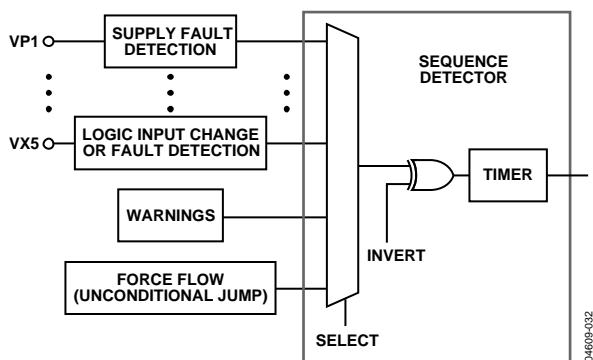 VP1
SUPPLY FAULT
DETECTION
SEQUENCE
DETECTOR
VX5
LOGIC INPUT CHANGE
OR FAULT DETECTION
TIMER
WARNINGS
INVERT
FORCE FLOW
(UNCONDITIONAL JUMP)
SELECT
04609-032